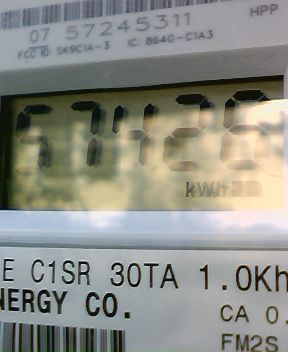 HPP
07 57245311
FCC ID SK9C1A-3 IC: 864G-C1A3
57428
kWh
E C1SR 30TA 1.0Kh
NERGY CO.
CA 0.
FM2S